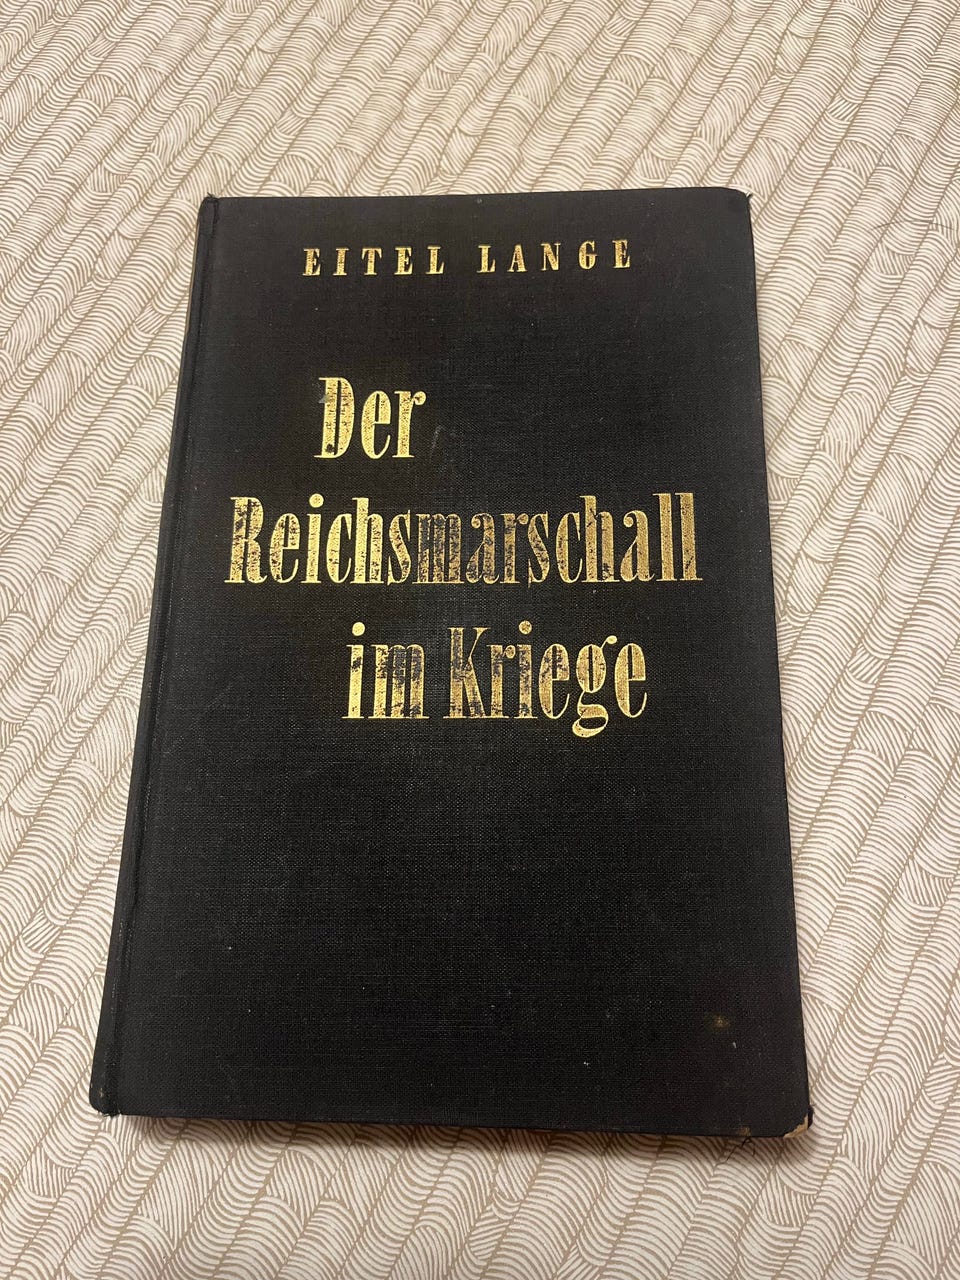 EITEL LANGE
Der
Reichsmarschall
im Kriege